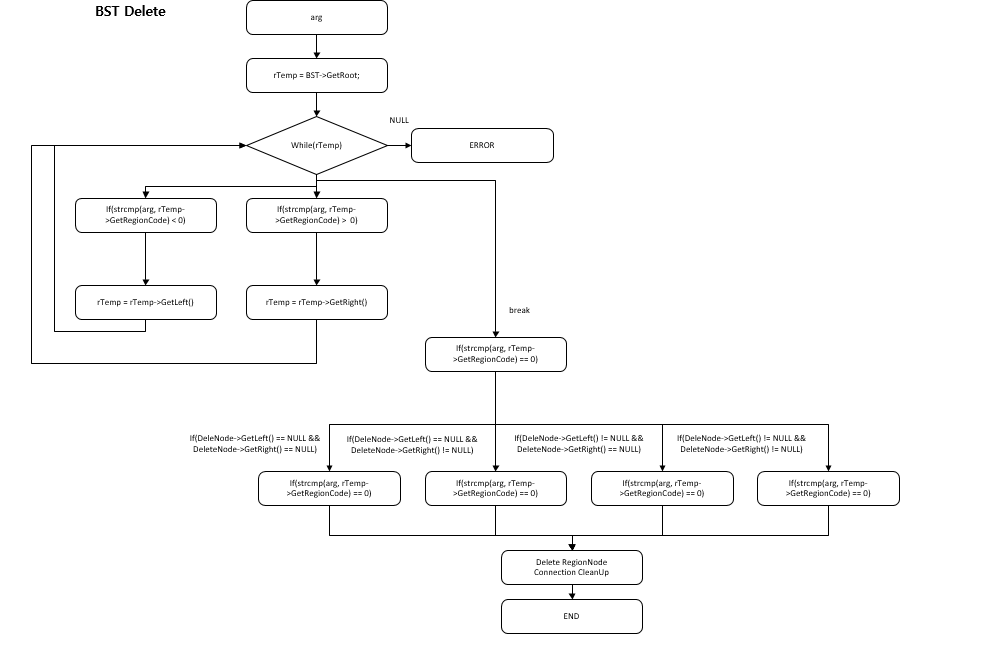 BST Delete
arg
rTemp = BST->GetRoot;
NULL
While(rTemp)
ERROR
If(strcmp(arg, rTemp-
>GetRegionCode) < 0)
If(strcmp(arg, rTemp-
>GetRegionCode) > 0)
rTemp = rTemp->GetLeft()
rTemp = rTemp->GetRight()
break
If(strcmp(arg, rTemp-
>GetRegionCode) == 0)
If(DeleNode->GetLeft() == NULL &&
DeleteNode->GetRight() == NULL)
If(DeleNode->GetLeft() == NULL &&
DeleteNode->GetRight() != NULL)
If(DeleNode->GetLeft() != NULL &&
DeleteNode->GetRight() == NULL)
If(DeleNode->GetLeft() != NULL &&
DeleteNode->GetRight() != NULL)
If(strcmp(arg, rTemp-
>GetRegionCode) == 0)
If(strcmp(arg, rTemp-
>GetRegionCode) == 0)
If(strcmp(arg, rTemp-
>GetRegionCode) == 0)
If(strcmp(arg, rTemp-
>GetRegionCode) == 0)
Delete RegionNode
Connection CleanUp
END